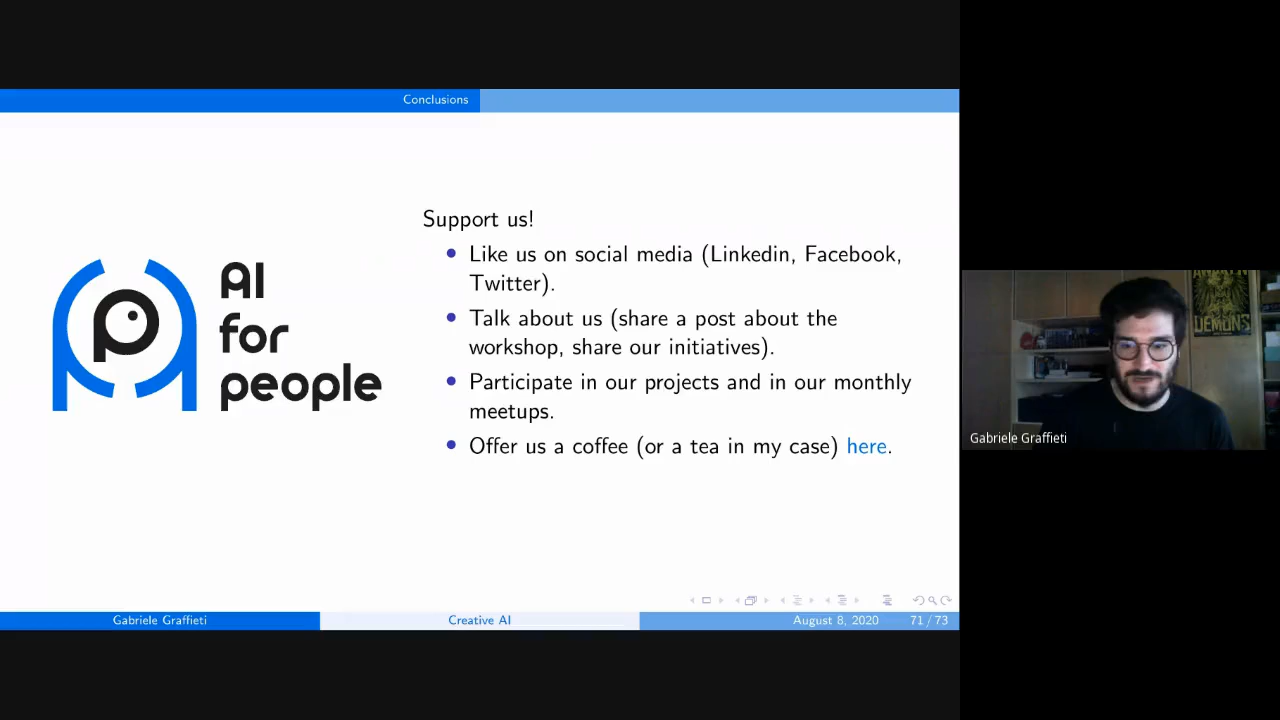 Conclusions
Support us!
• Like us on social media (Linkedin, Facebook,
Twitter).
• Talk about us (share a post about the
workshop, share our initiatives).
• Participate in our projects and in our monthly
meetups.
• Offer us a coffee (or a tea in my case) here.
AI
for
people
Gabriele Graffieti
Creative AI
August 8, 2020
71 / 73
DEMONS
Gabriele Graffieti